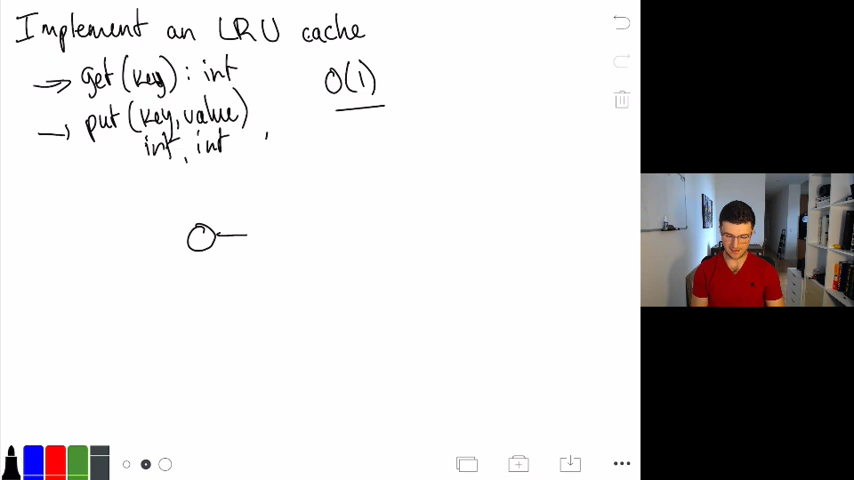 Implement an LRU cache
→ get(key): int
O(1)
→ put(key, value)
int, int,